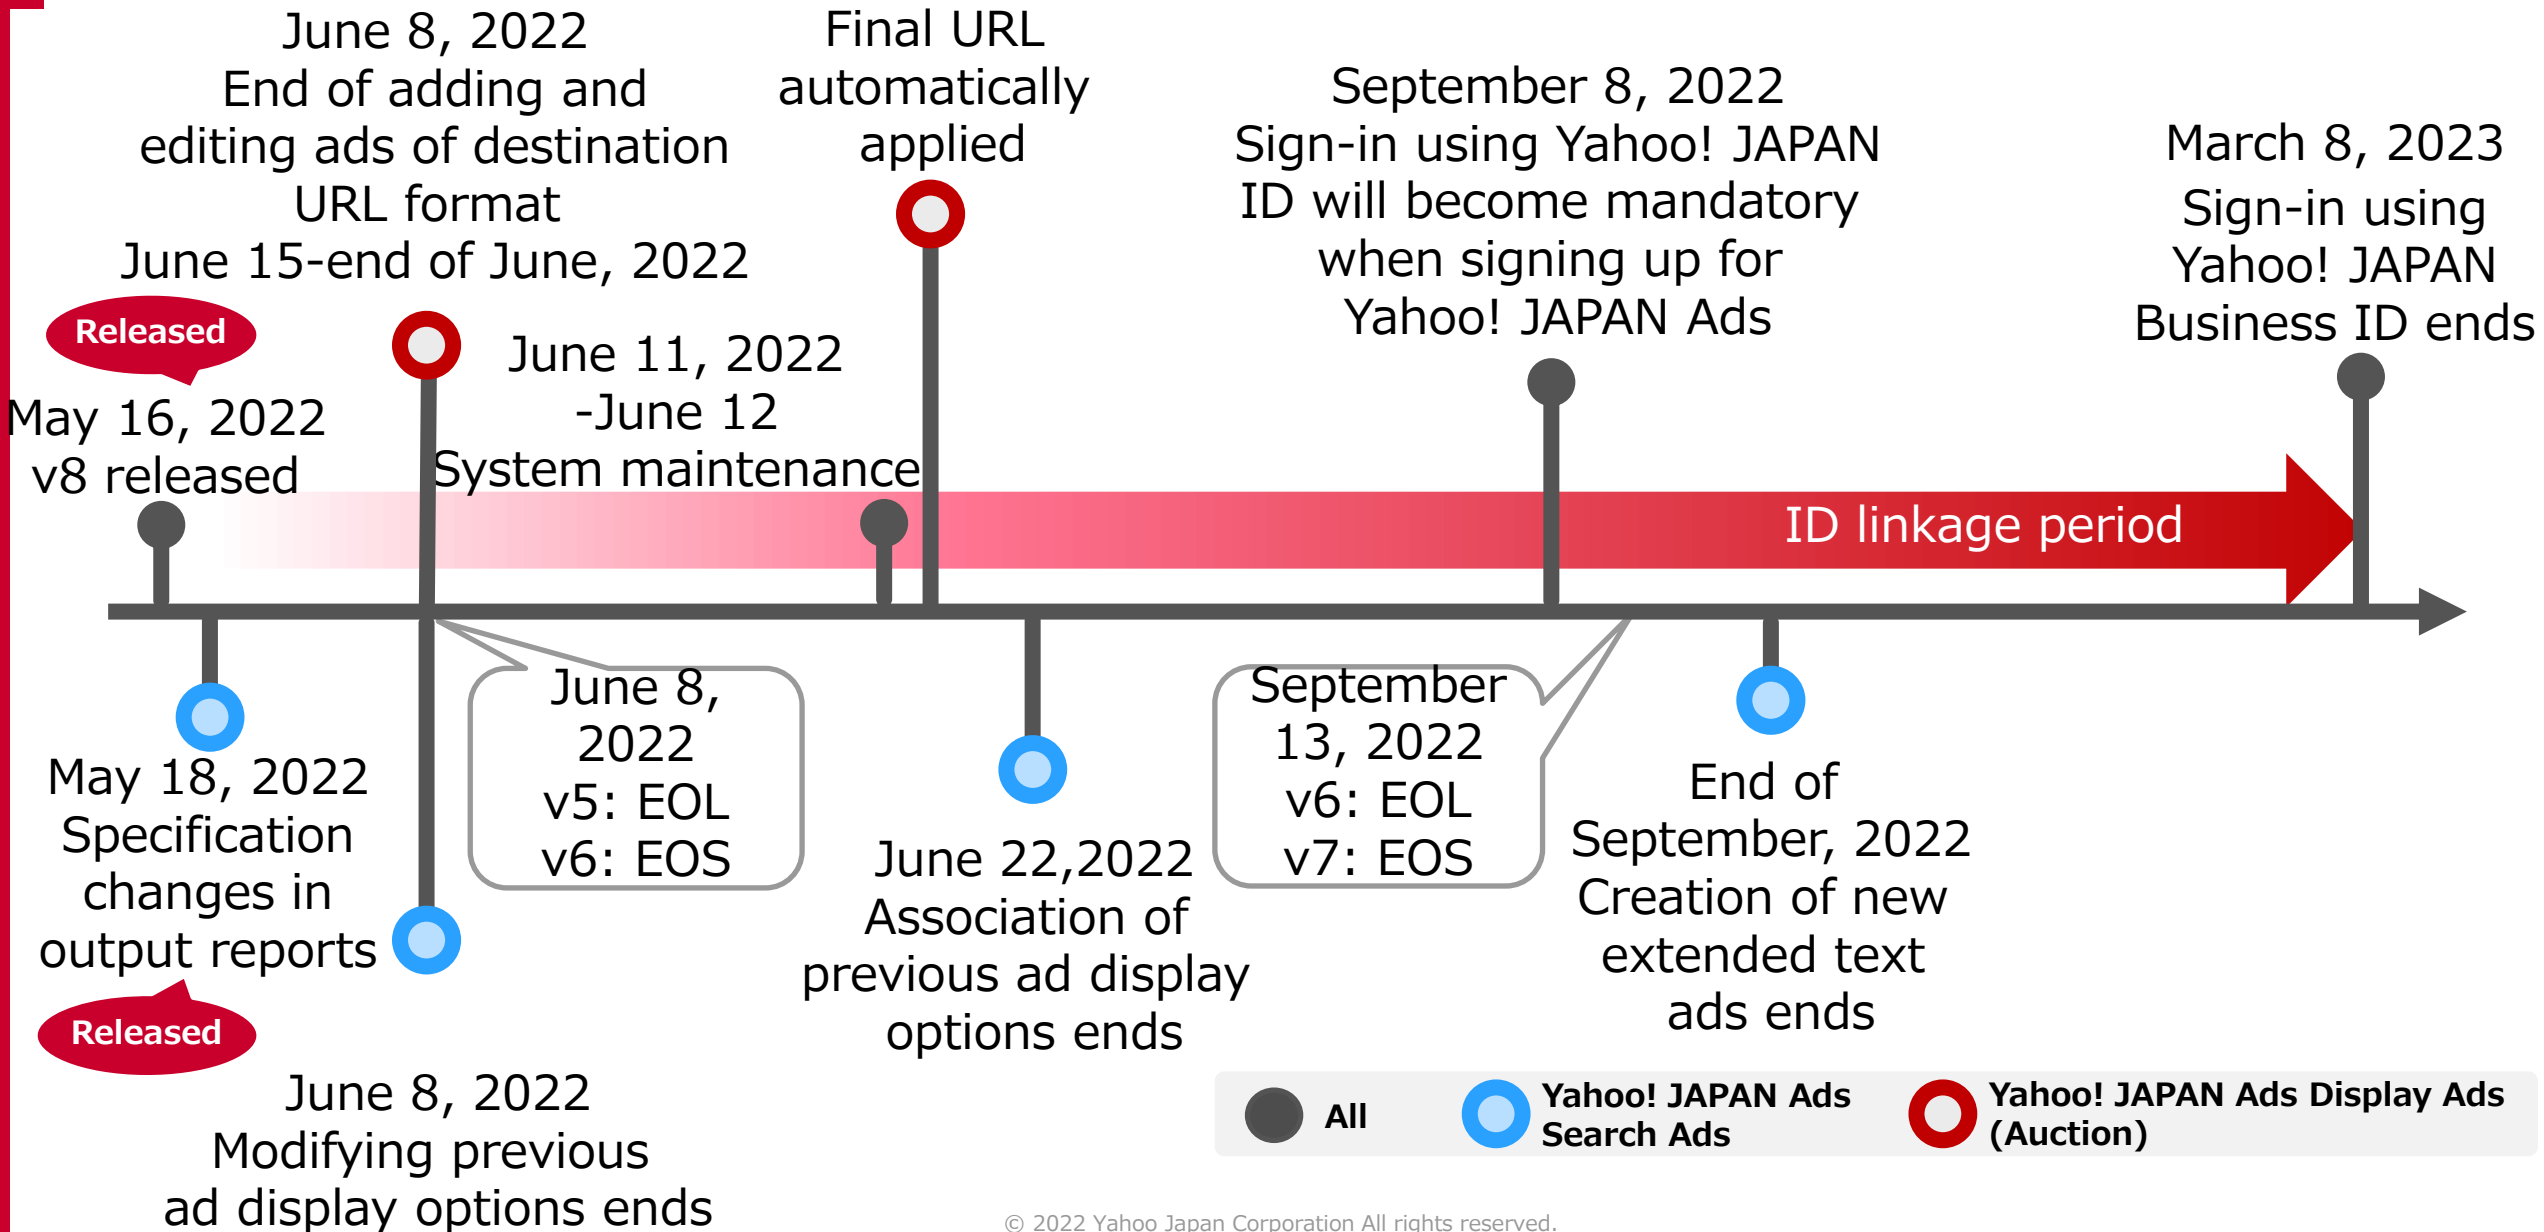 June 8, 2022
End of adding and
editing ads of destination
URL format
June 15-end of June, 2022
Final URL
automatically
applied
September 8, 2022
Sign-in using Yahoo! JAPAN
ID will become mandatory
when signing up for
Yahoo! JAPAN Ads
March 8, 2023
Sign-in using
Yahoo! JAPAN
Business ID ends
Released
May 16, 2022
v8 released
June 11, 2022
-June 12
System maintenance
ID linkage period
May 18, 2022
Specification
changes in
output reports
Released
June 8,
2022
v5: EOL
v6: EOS
June 22,2022
Association of
previous ad display
options ends
September
13, 2022
v6: EOL
v7: EOS
End of
September, 2022
Creation of new
extended text
ads ends
June 8, 2022
Modifying previous
ad display options ends
All
Yahoo! JAPAN Ads
Search Ads
Yahoo! JAPAN Ads Display Ads
(Auction)
© 2022 Yahoo Japan Corporation All rights reserved.